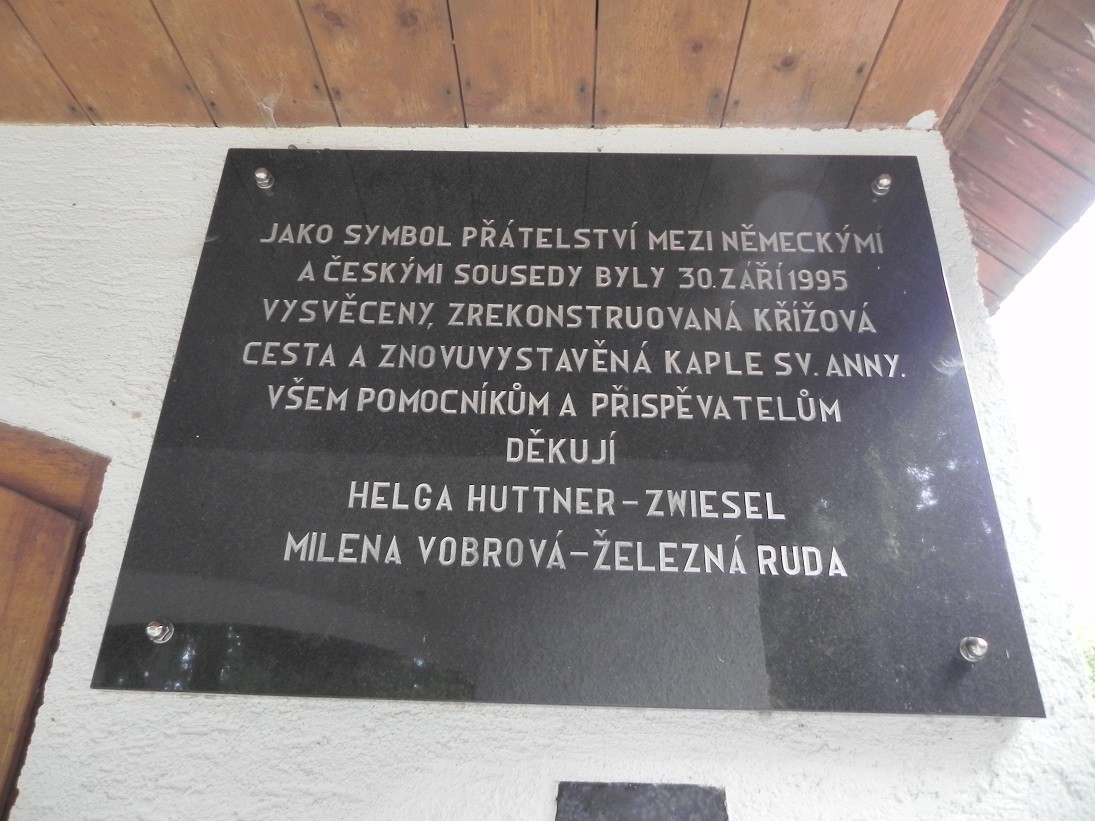 JAKO SYMBOL PŘÁTELSTVÍ MEZI NĚMECKÝMI
A ČESKÝMI SOUSEDY BYLY 30. ZÁŘÍ 1995
VYSVĚCENY, ZREKONSTRUOVANÁ KŘÍŽOVÁ
CESTA A ZNOVUVYSTAVĚNÁ KAPLE SV. ANNY.
VŠEM POMOCNÍKŮM A PŘISPĚVATELŮM
DĚKUJÍ
HELGA HUTTNER - ZWIESEL
MILENA VOBROVÁ - ŽELEZNÁ RUDA